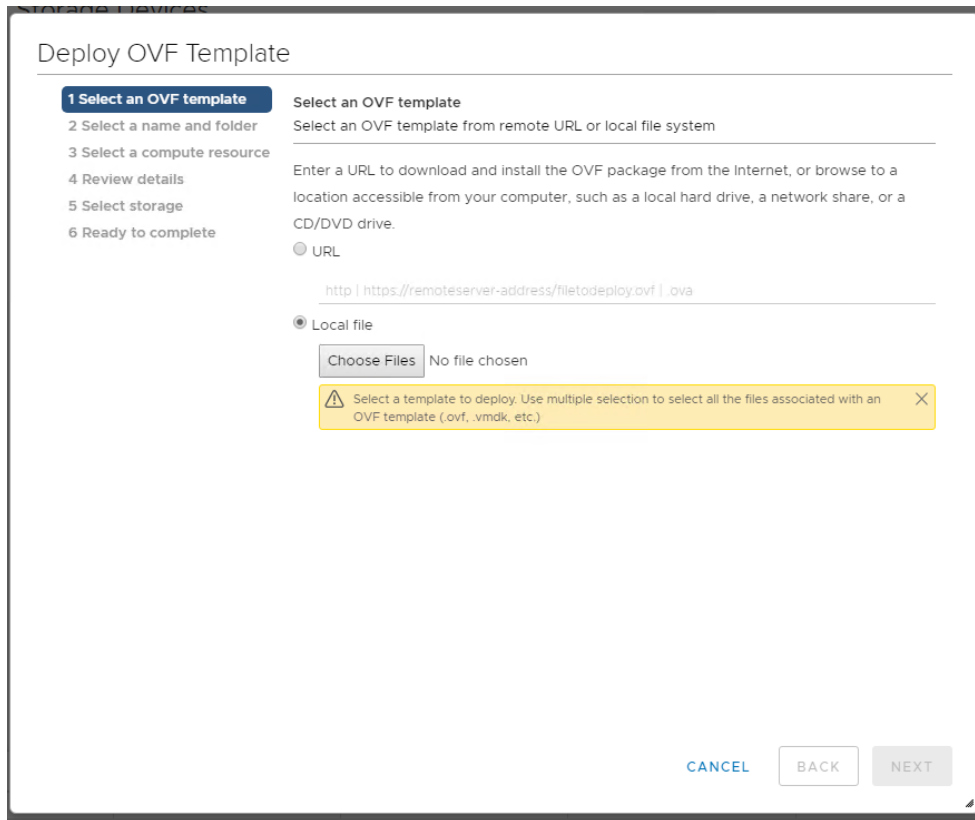 Storage Devices
Deploy OVF Template
1 Select an OVF template
2 Select a name and folder
3 Select a compute resource
4 Review details
5 Select storage
6 Ready to complete
Select an OVF template
Select an OVF template from remote URL or local file system
Enter a URL to download and install the OVF package from the Internet, or browse to a
location accessible from your computer, such as a local hard drive, a network share, or a
CD/DVD drive.
URL
http | https://remoteserver-address/filetodeploy.ovf | .ova
Local file
Choose Files No file chosen
Select a template to deploy. Use multiple selection to select all the files associated with an
OVF template (.ovf, .vmdk, etc.)
CANCEL
BACK
NEXT